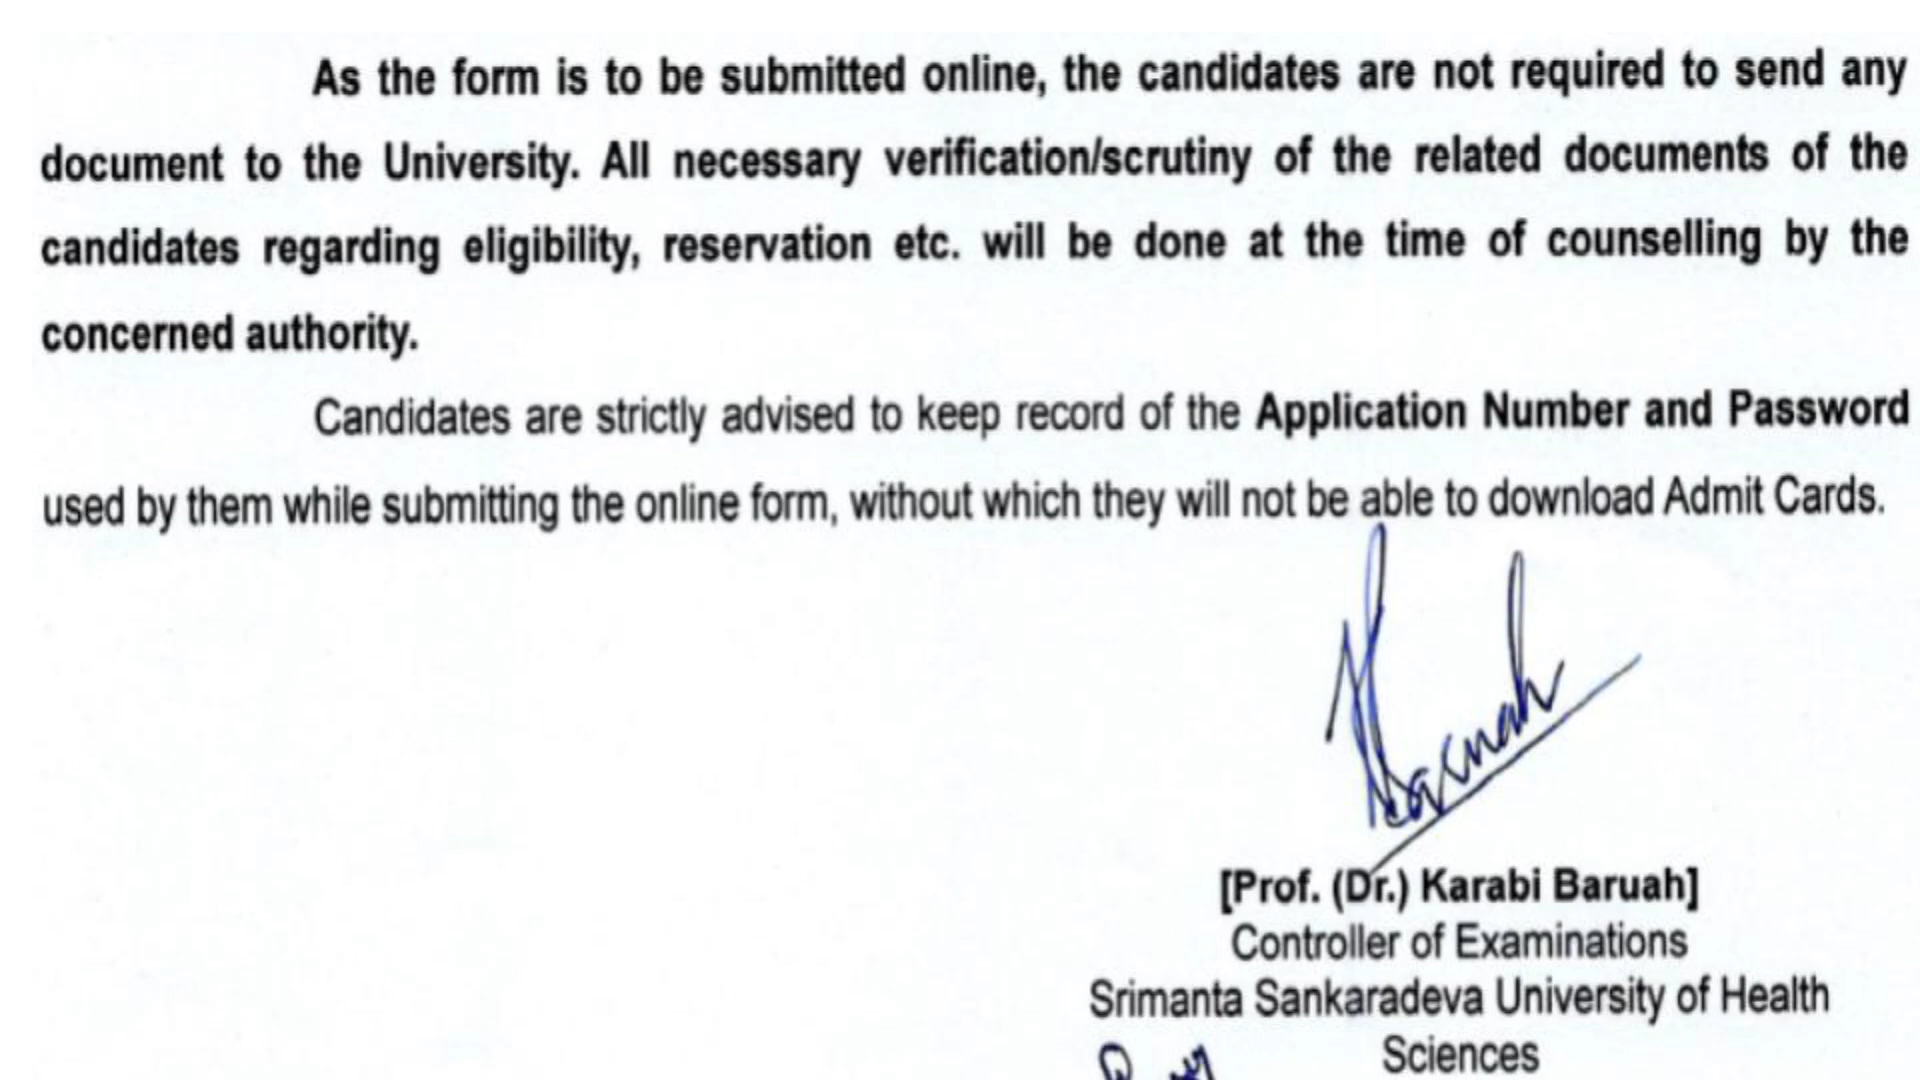 As the form is to be submitted online, the candidates are not required to send any
document to the University. All necessary verification/scrutiny of the related documents of the
candidates regarding eligibility, reservation etc. will be done at the time of counselling by the
concerned authority.
Candidates are strictly advised to keep record of the Application Number and Password
used by them while submitting the online form, without which they will not be able to download Admit Cards.
[Prof. (Dr.) Karabi Baruah]
Controller of Examinations
Srimanta Sankaradeva University of Health
Sciences